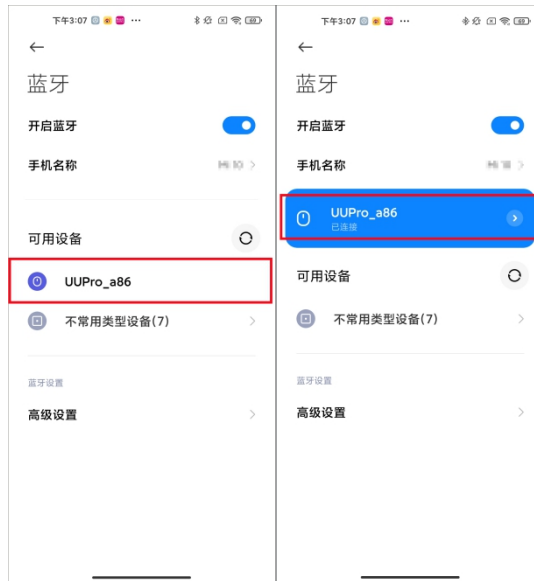 下午3:07
蓝牙
开启蓝牙
手机名称
可用设备
UUPro_a86
不常用类型设备(7)
蓝牙设置
高级设置
下午3:07
蓝牙
开启蓝牙
手机名称
UUPro_a86
已连接
可用设备
不常用类型设备(7)
蓝牙设置
高级设置